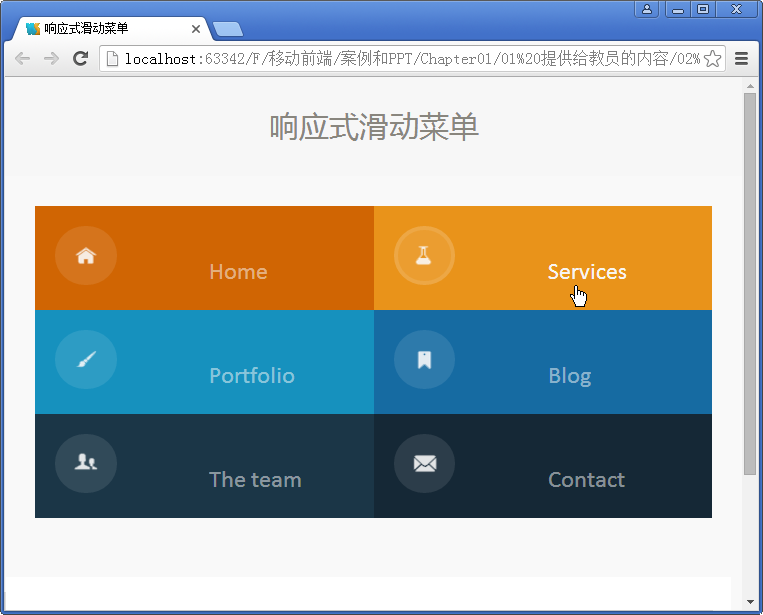 响应式滑动菜单
localhost:63342/F/移动前端/案例和PPT/Chapter01/01%20提供给教员的内容/02%
响应式滑动菜单
Home
Services
Portfolio
Blog
The team
Contact